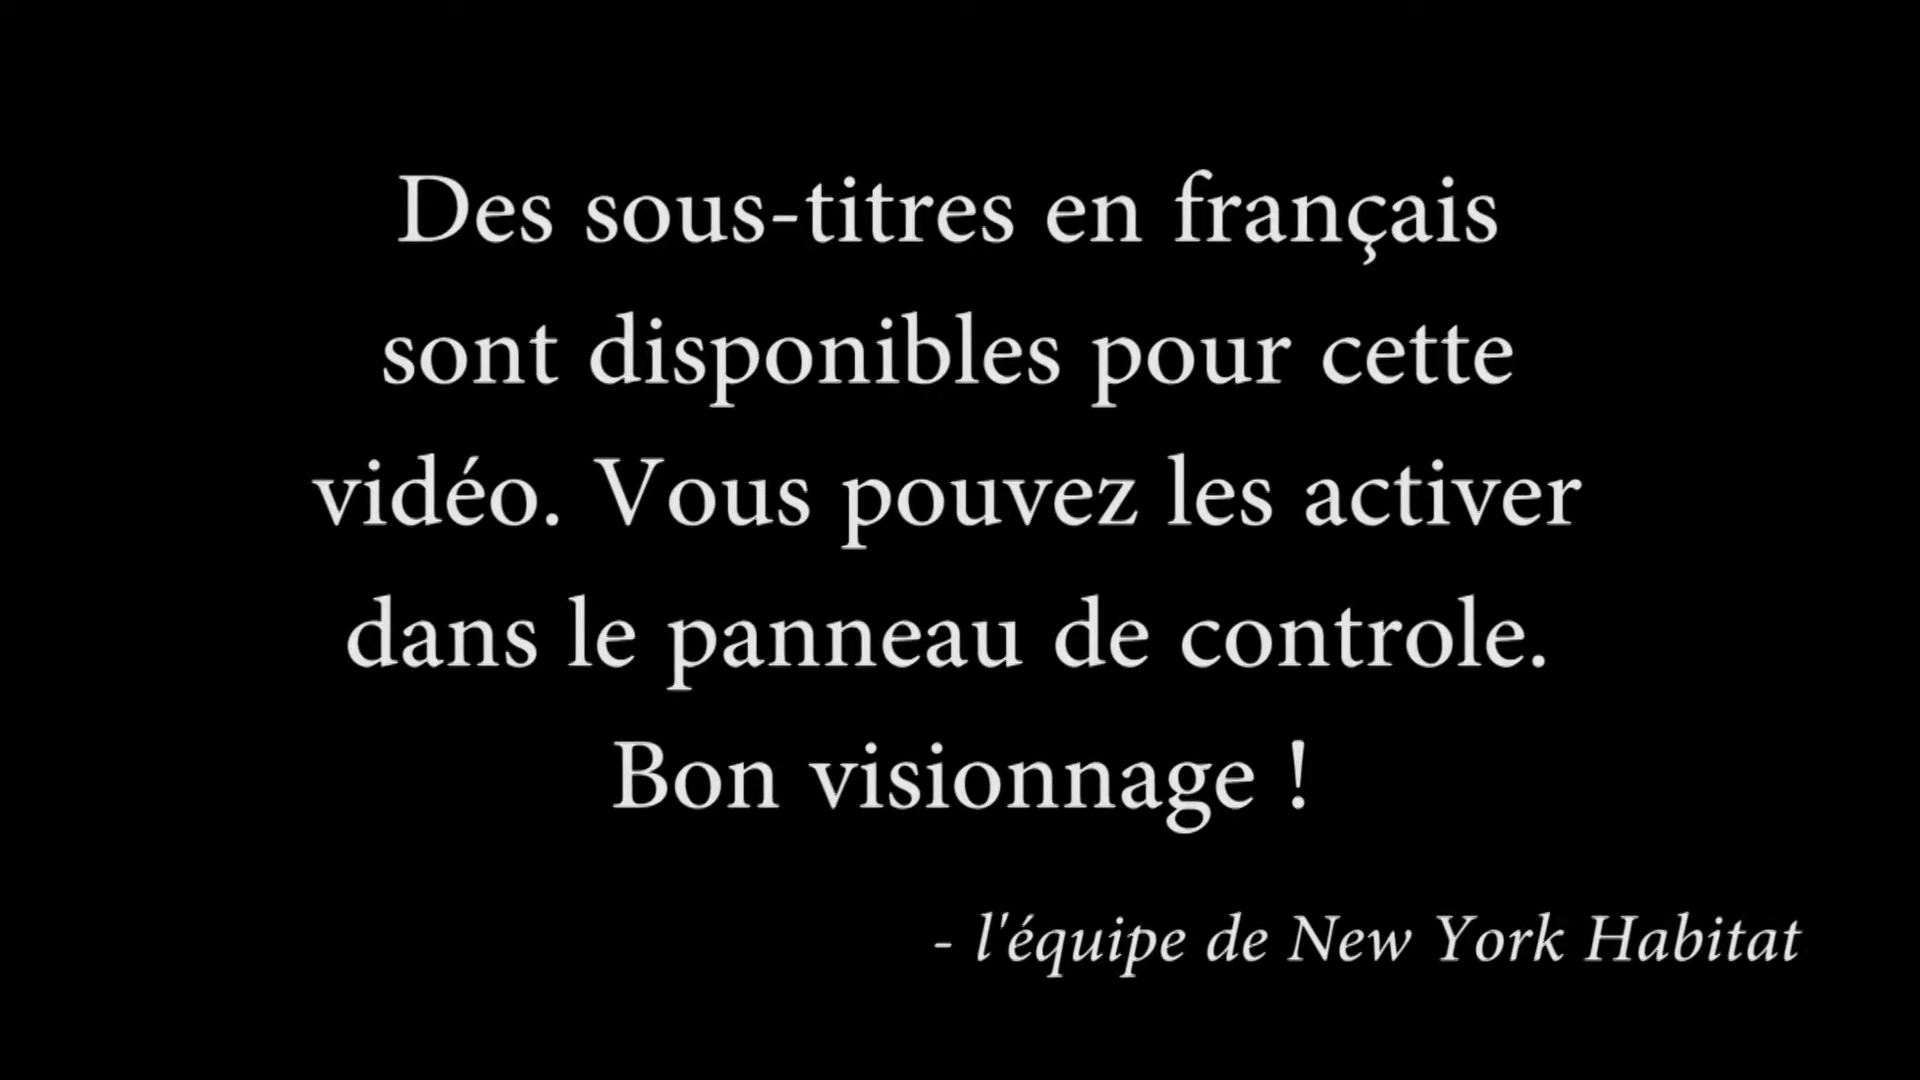 Des sous-titres en français
sont disponibles pour cette
vidéo. Vous pouvez les activer
dans le panneau de controle.
Bon visionnage !
- l'équipe de New York Habitat